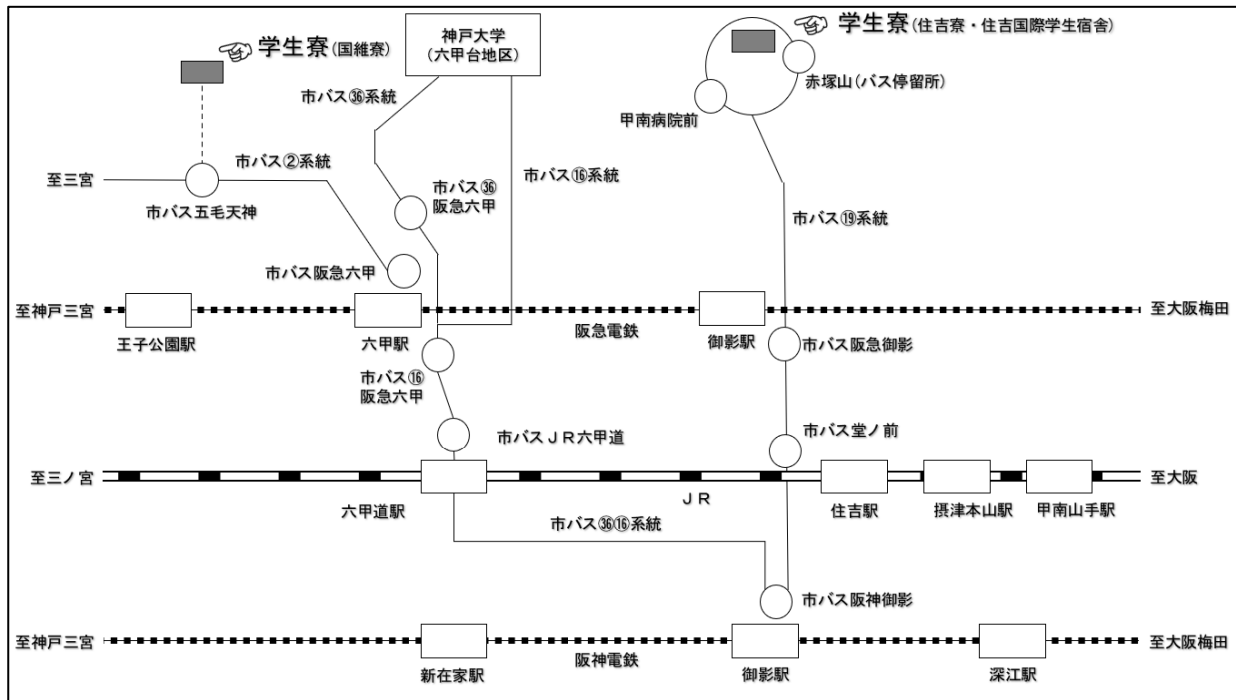 学生寮(国維寮)
神戸大学
(六甲台地区)
学生寮(住吉寮・住吉国際学生宿舎)
赤塚山(バス停留所)
甲南病院前
市バス㊱系統
市バス②系統
市バス⑯系統
至三宮
市バス五毛天神
市バス㊱
阪急六甲
市バス⑲系統
市バス阪急六甲
至神戸三宮
王子公園駅
六甲駅
阪急電鉄
御影駅
至大阪梅田
市バス阪急御影
市バス⑯
阪急六甲
市バスJR六甲道
市バス堂ノ前
至三ノ宮
六甲道駅
JR
住吉駅
摂津本山駅
甲南山手駅
至大阪
市バス㊱⑯系統
市バス阪神御影
至神戸三宮
新在家駅
阪神電鉄
御影駅
深江駅
至大阪梅田